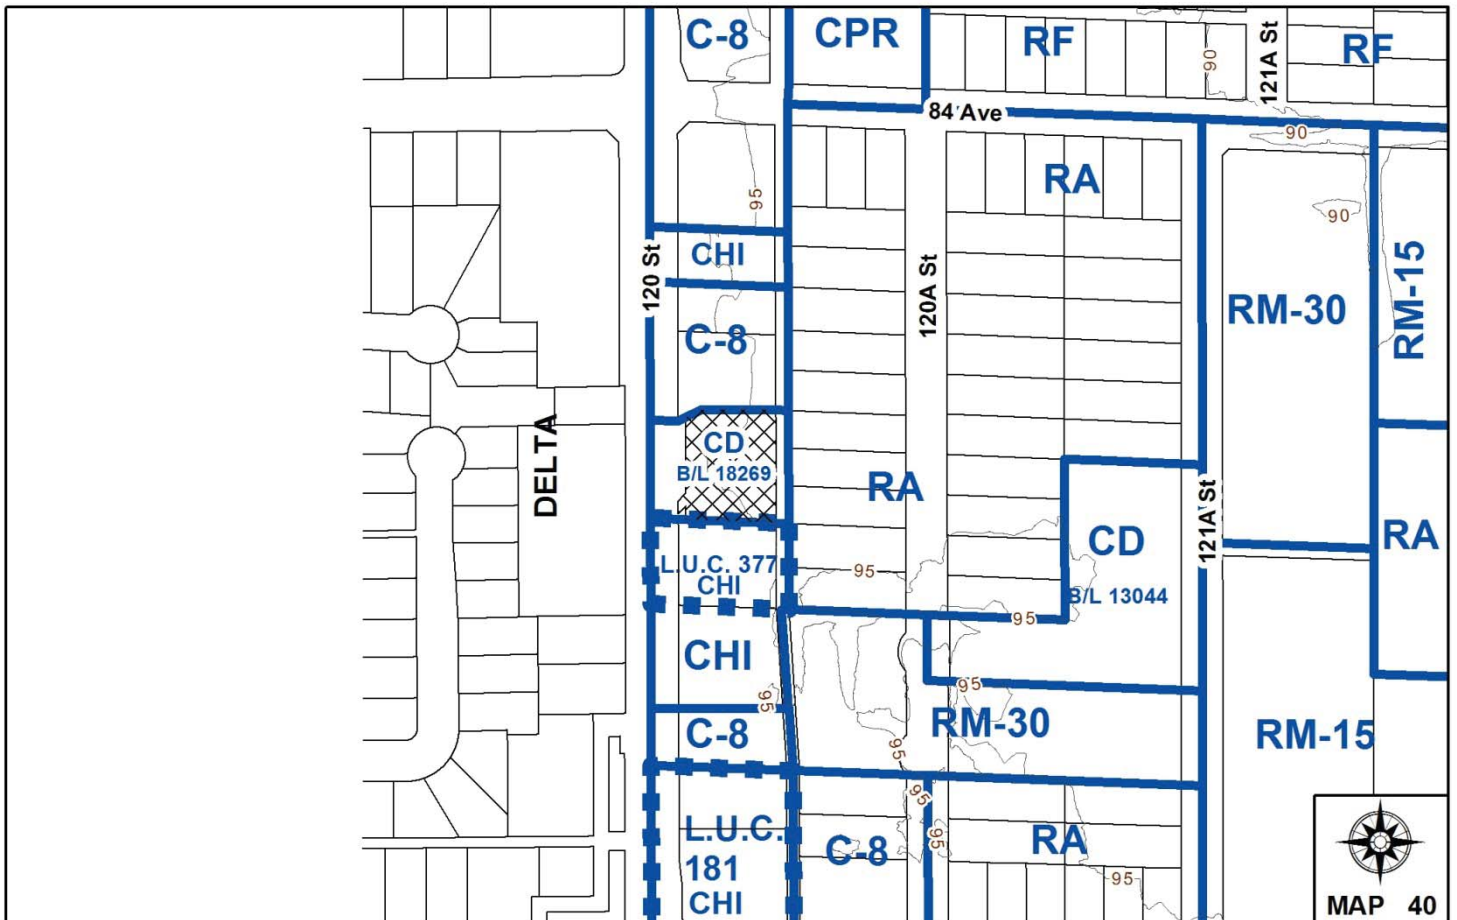 C-8
CPR
RF
RF
90
121A St
84 Ave
90
RA
95
90
CHI
120 St
120A St
RM-30
RM-15
C-8
DELTA
CD
B/L 18269
RA
121A St
CD
RA
L.U.C. 377
CHI
95
B/L 13044
95
CHI
95
95
C-8
RM-30
RM-15
95
95
95
L.U.C.
181
CHI
C-8
RA
95
MAP 40